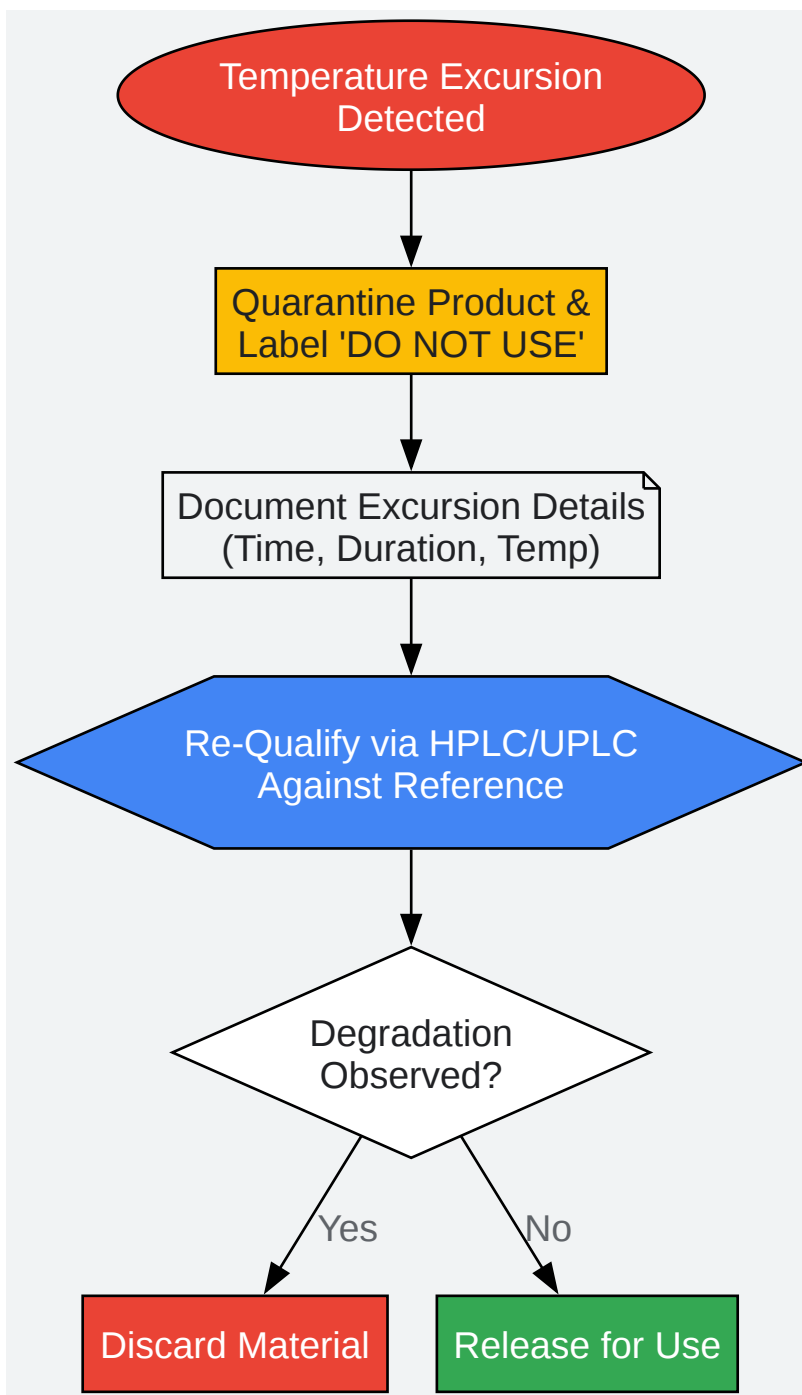 Temperature Excursion
Detected
Quarantine Product &
Label 'DO NOT USE'
Document Excursion Details
(Time, Duration, Temp)
Re-Qualify via HPLC/UPLC
Against Reference
Degradation
Observed?
Yes
No
Discard Material
Release for Use